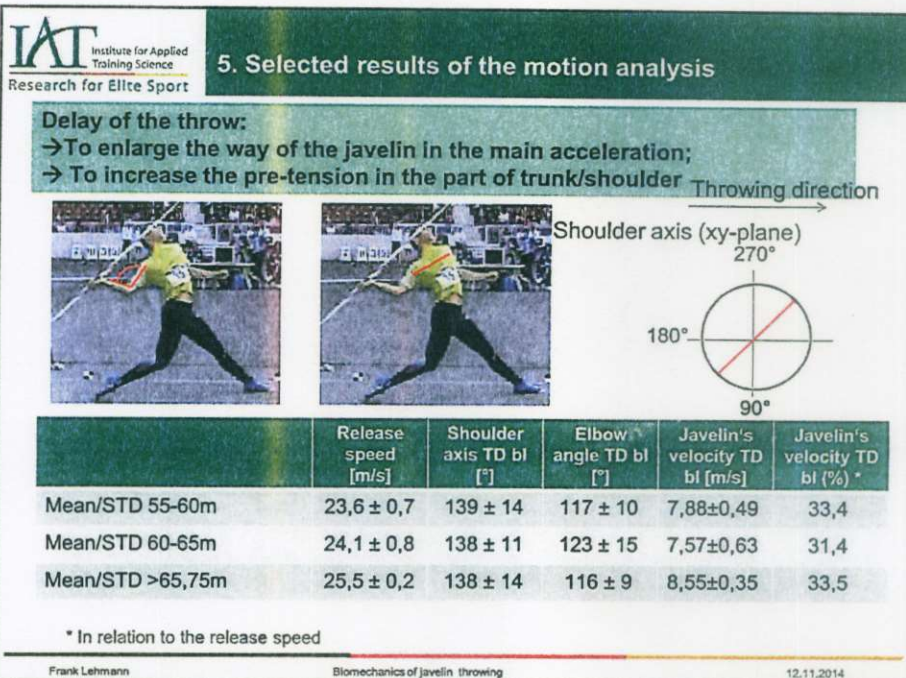 IAT
Institute for Applied
Training Science
Research for Elite Sport
5. Selected results of the motion analysis
Delay of the throw:
→To enlarge the way of the javelin in the main acceleration;
→ To increase the pre-tension in the part of trunk/shoulder
Throwing direction
Shoulder axis (xy-plane)
270°
180°
90°
Release speed [m/s] Shoulder axis TD bl [°] Elbow angle TD bl [°] Javelin's velocity TD bl [m/s] Javelin's velocity TD bl (%) *
Mean/STD 55-60m 23,6 ± 0,7 139 ± 14 117 ± 10 7,88±0,49 33,4
Mean/STD 60-65m 24,1 ± 0,8 138 ± 11 123 ± 15 7,57±0,63 31,4
Mean/STD >65,75m 25,5 ± 0,2 138 ± 14 116 ± 9 8,55±0,35 33,5
* In relation to the release speed
Frank Lehmann Biomechanics of javelin throwing 12.11.2014